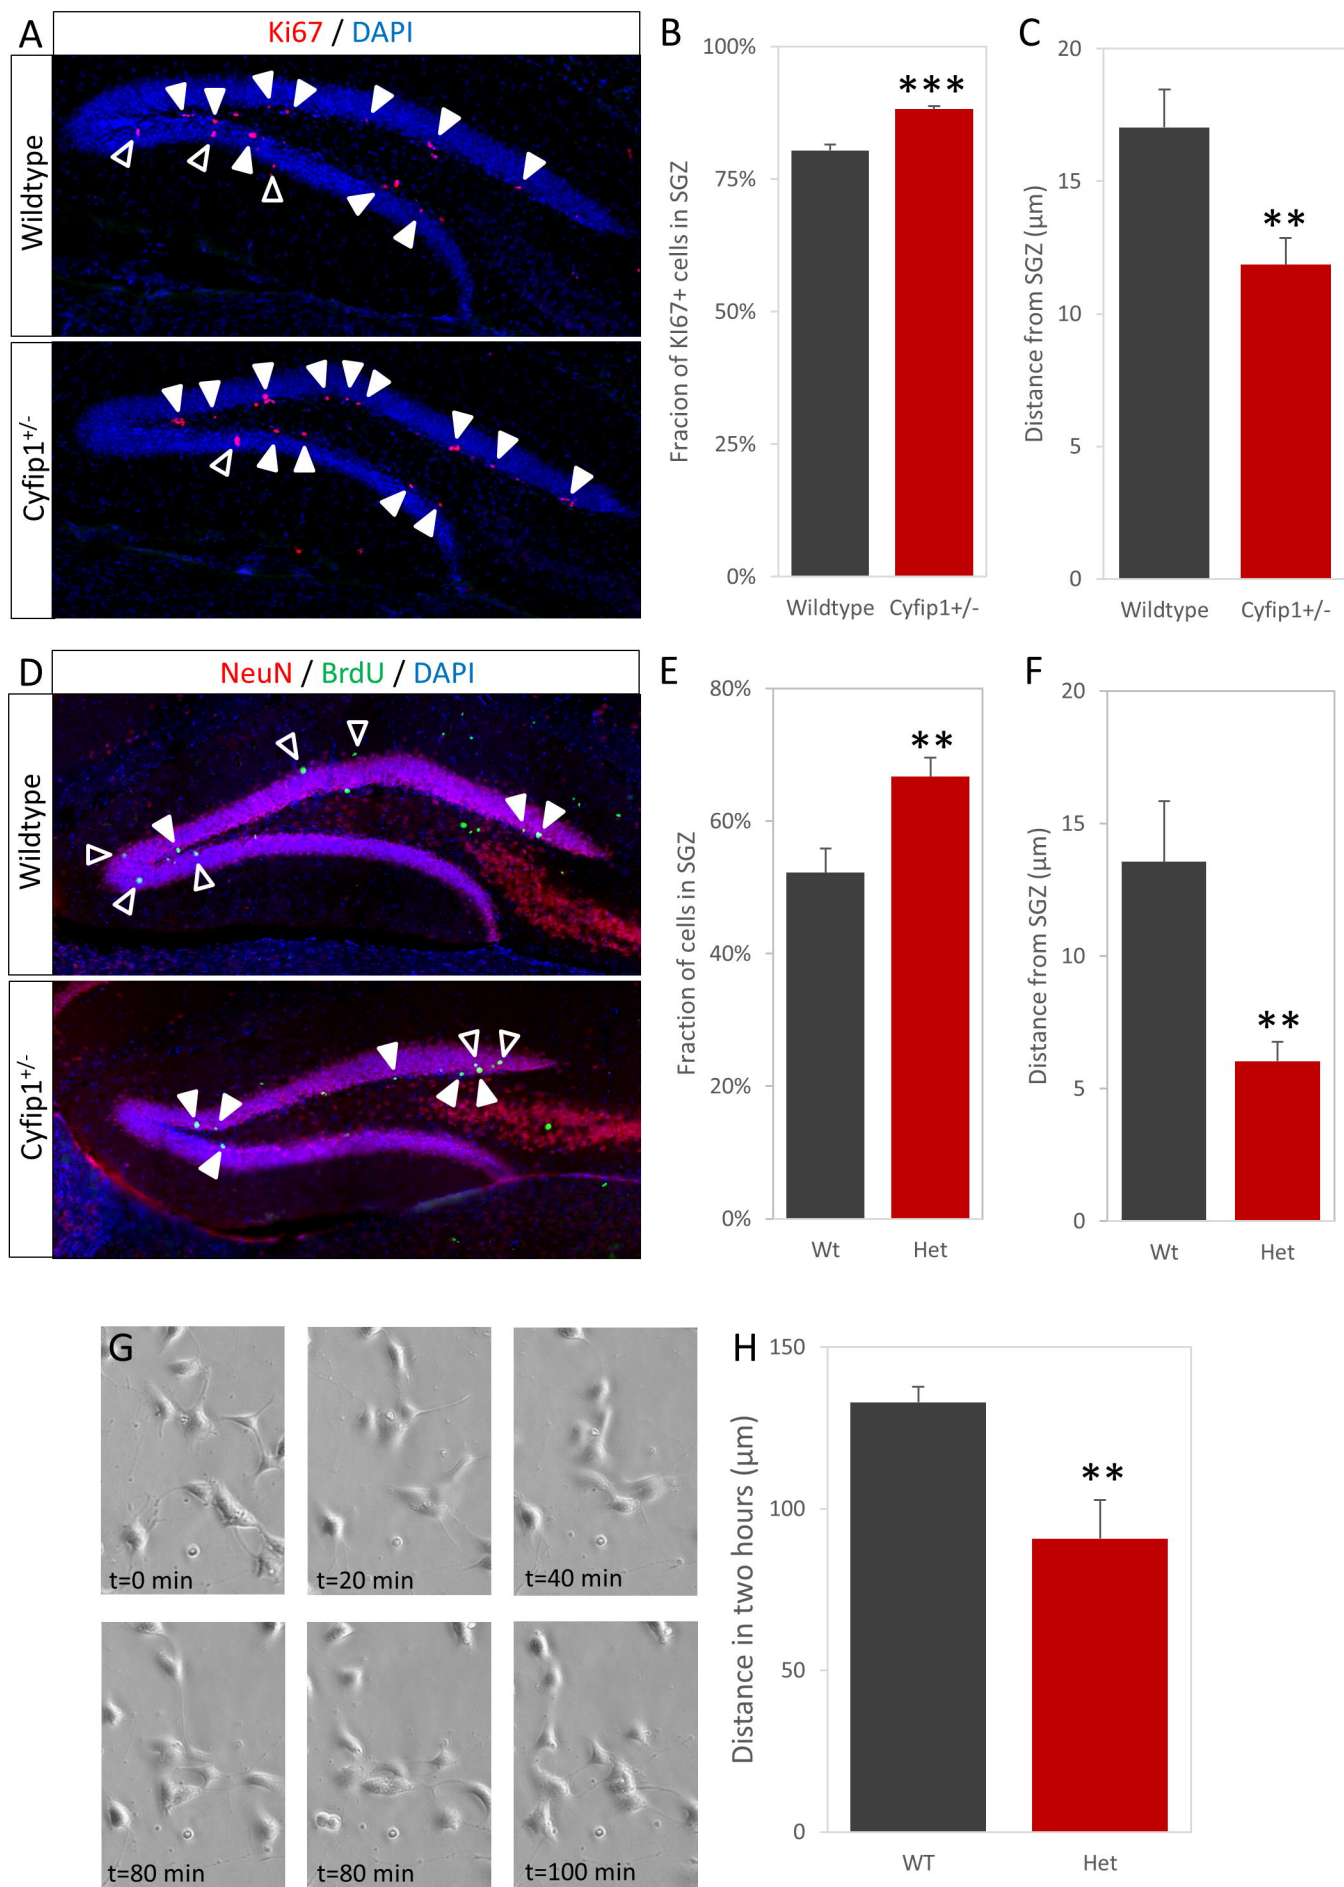 A
Ki67 / DAPI
Wildtype
Cyfip1+/-
B
100%
75%
50%
25%
0%
Fracion of KI67+ cells in SGZ
***
Wildtype
Cyfip1+/-
C
20
15
10
5
0
Distance from SGZ (µm)
**
Wildtype
Cyfip1+/-
D
NeuN / BrdU / DAPI
Wildtype
Cyfip1+/-
E
80%
60%
40%
20%
0%
Fraction of cells in SGZ
**
Wt
Het
F
20
15
10
5
0
Distance from SGZ (µm)
**
Wt
Het
G
t=0 min
t=20 min
t=40 min
t=80 min
t=80 min
t=100 min
H
150
100
50
0
Distance in two hours (µm)
**
WT
Het